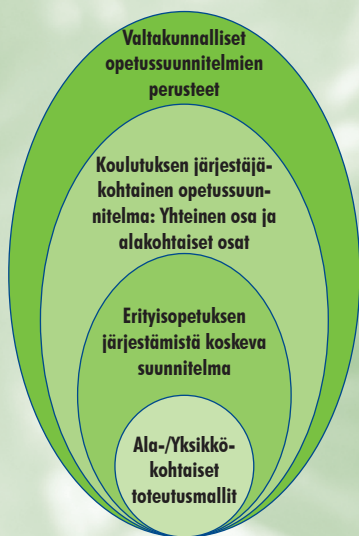 Valtakunnalliset
opetussuunnitelmien
perusteet
Koulutuksen järjestäjä-
kohtainen opetussuun-
nitelma: Yhteinen osa ja
alakohtaiset osat
Erityisopetuksen
järjestämistä koskeva
suunnitelma
Ala-/Yksikkö-
kohtaiset
toteutusmallit